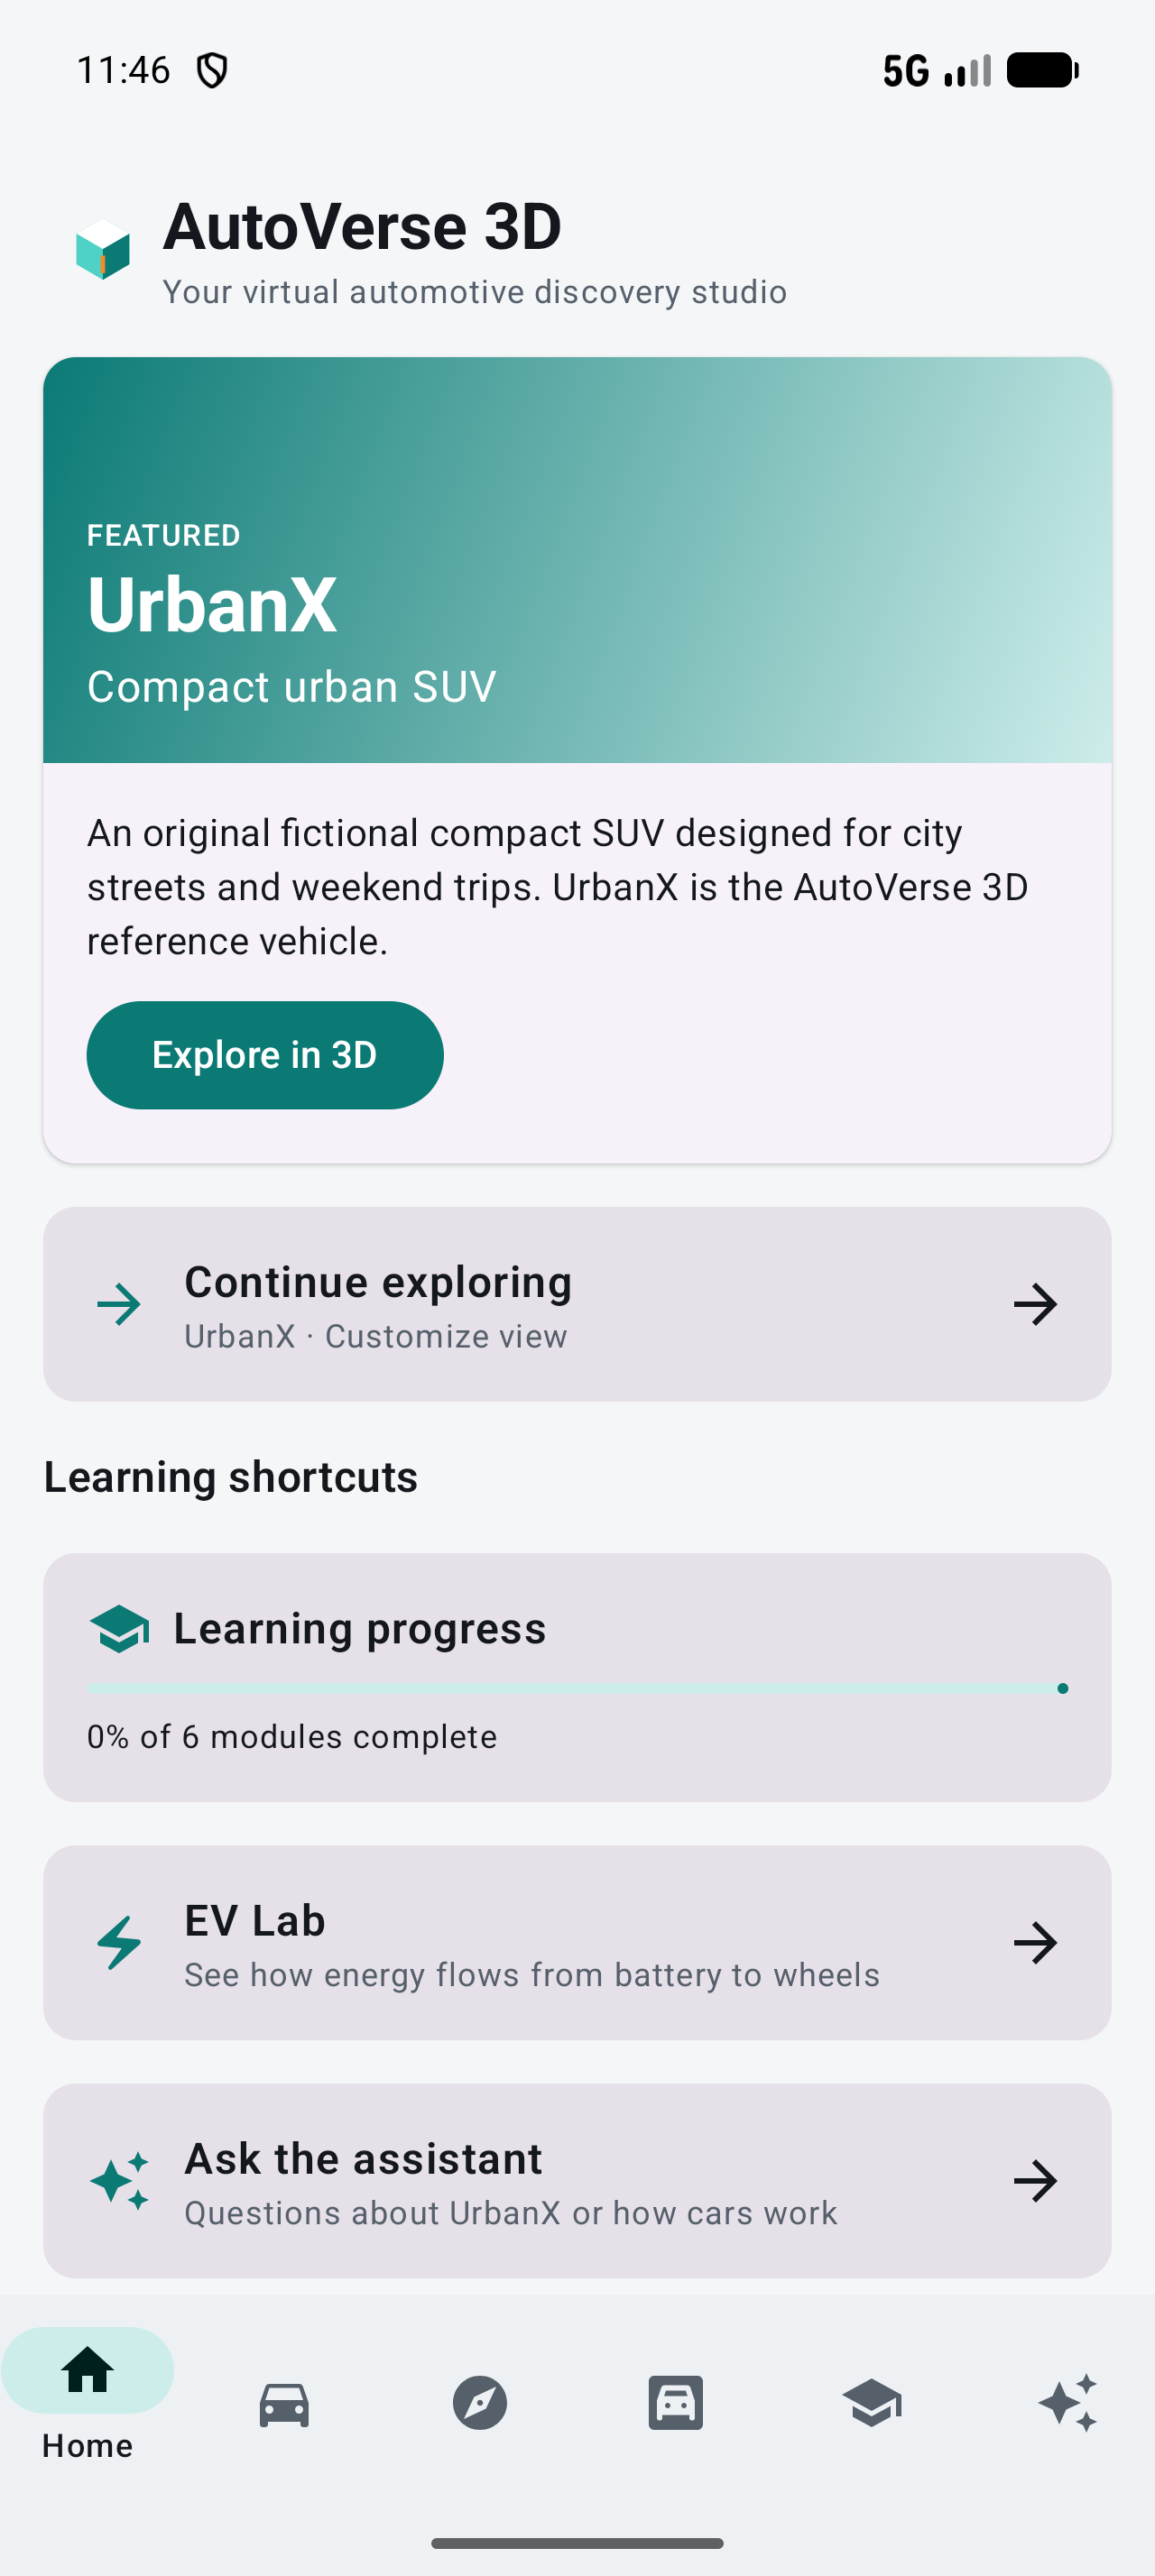 11:46
5G
AutoVerse 3D
Your virtual automotive discovery studio
FEATURED
UrbanX
Compact urban SUV
An original fictional compact SUV designed for city
streets and weekend trips. UrbanX is the AutoVerse 3D
reference vehicle.
Explore in 3D
Continue exploring
UrbanX · Customize view
Learning shortcuts
Learning progress
0% of 6 modules complete
EV Lab
See how energy flows from battery to wheels
Ask the assistant
Questions about UrbanX or how cars work
Home